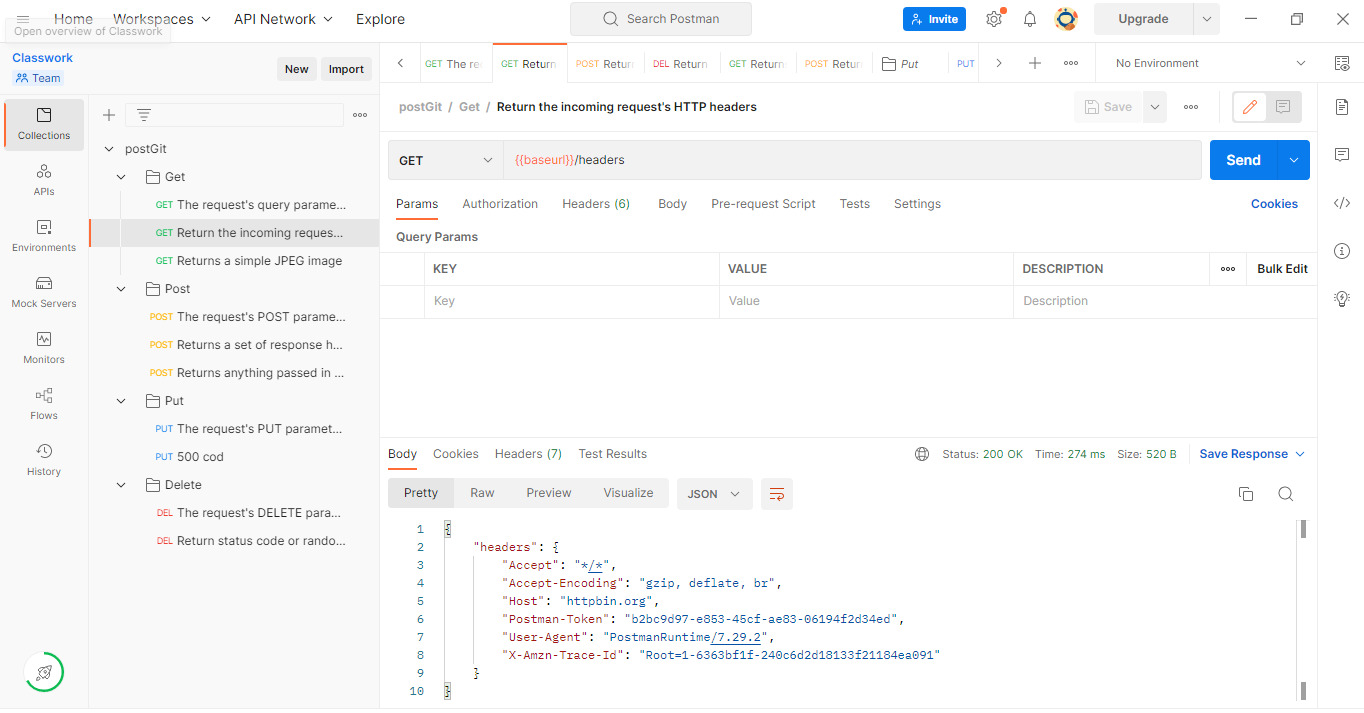 Home Workspaces API Network Explore Search Postman Invite Upgrade
Open overview of Classwork
Classwork
Team
New Import
GET The re GET Return POST Retur DEL Return GET Return POST Retur Put PUT No Environment
Collections
APIs
Environments
Mock Servers
Monitors
Flows
History
postGit
Get
GET The request's query parame...
GET Return the incoming reques...
GET Returns a simple JPEG image
Post
POST The request's POST parame...
POST Returns a set of response h...
POST Returns anything passed in ...
Put
PUT The request's PUT paramet...
PUT 500 cod
Delete
DEL The request's DELETE para...
DEL Return status code or rando...
postGit / Get / Return the incoming request's HTTP headers
Save
GET {{baseurl}}/headers Send
Params Authorization Headers (6) Body Pre-request Script Tests Settings Cookies
Query Params
KEY VALUE DESCRIPTION Bulk Edit
Key Value Description
Body Cookies Headers (7) Test Results Status: 200 OK Time: 274 ms Size: 520 B Save Response
Pretty Raw Preview Visualize JSON
1 {
2 "headers": {
3 "Accept": "*/*",
4 "Accept-Encoding": "gzip, deflate, br",
5 "Host": "httpbin.org",
6 "Postman-Token": "b2bc9d97-e853-45cf-ae83-06194f2d34ed",
7 "User-Agent": "PostmanRuntime/7.29.2",
8 "X-Amzn-Trace-Id": "Root=1-6363bf1f-240c6d2d18133f21184ea091"
9 }
10 }